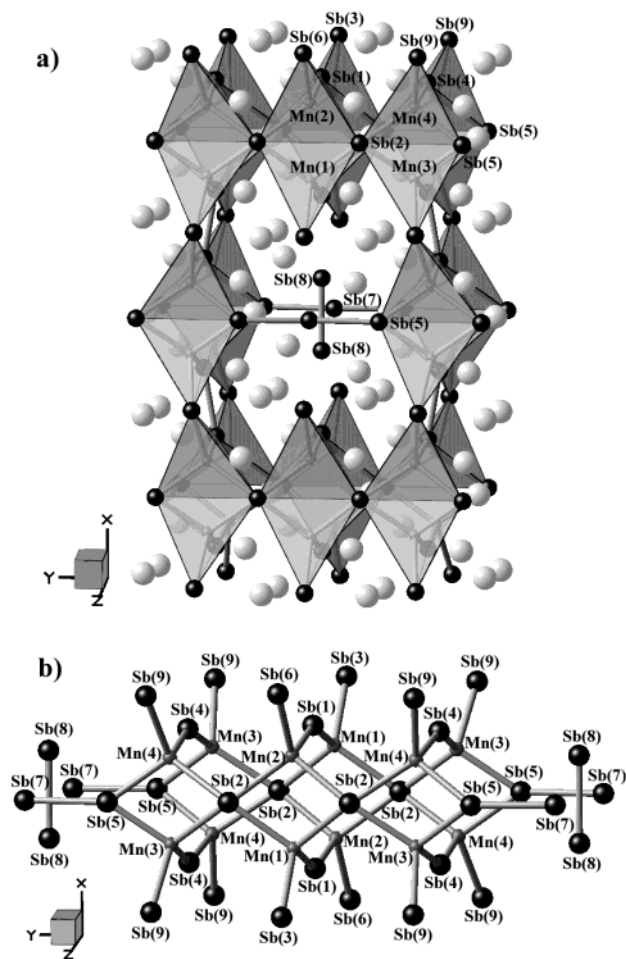 a)
Sb(3)
Sb(6) Sb(9) Sb(9)
Sb(1) Sb(4)
Mn(2) Mn(4)
Sb(5)
Sb(2) Sb(5)
Mn(1) Mn(3)
Sb(8)
Sb(7)
Sb(5)
Sb(8)
X
Y
Z
b)
Sb(9) Sb(9) Sb(6) Sb(3) Sb(9) Sb(9)
Sb(4) Sb(1) Sb(4)
Sb(8) Mn(4) Mn(3) Mn(2) Mn(1) Mn(4) Mn(3) Sb(8)
Sb(7) Sb(7) Sb(2) Sb(2) Sb(5) Sb(5) Sb(7)
Sb(5) Sb(5) Sb(2) Sb(2) Sb(7)
Sb(8) Mn(3) Mn(4) Mn(1) Mn(2) Mn(3) Mn(4) Sb(8)
Sb(4) Sb(1) Sb(4)
Sb(9) Sb(9) Sb(3) Sb(6) Sb(9) Sb(9)
X
Y
Z